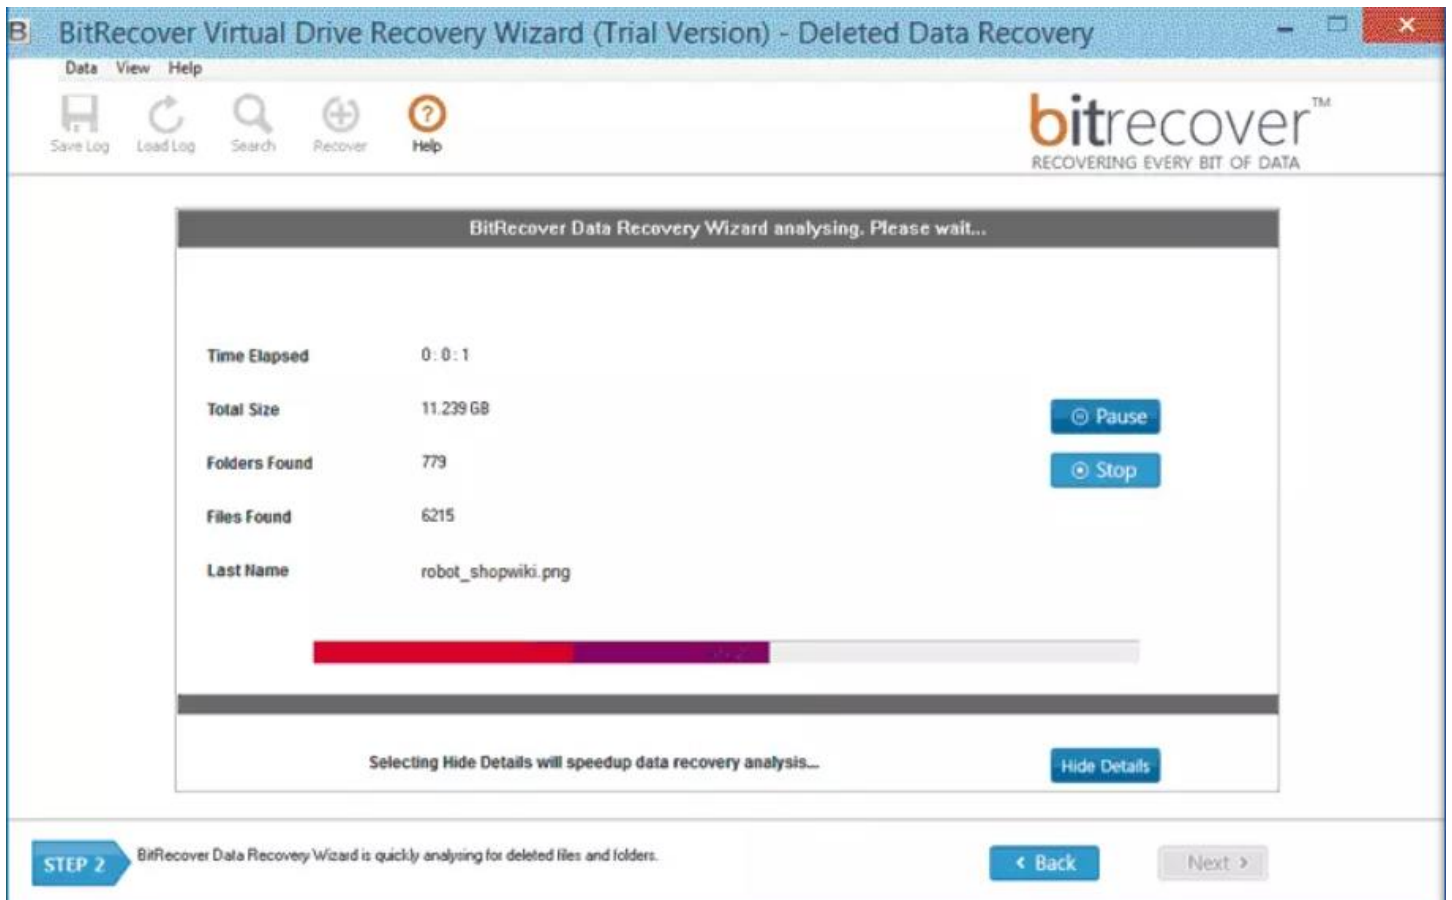 B BitRecover Virtual Drive Recovery Wizard (Trial Version) - Deleted Data Recovery
Data View Help
Save Log Load Log Search Recover Help
bitrecover™
RECOVERING EVERY BIT OF DATA
BitRecover Data Recovery Wizard analysing. Please wait...
Time Elapsed 0 : 0 : 1
Total Size 11.239 GB
Pause
Folders Found 779
Stop
Files Found 6215
Last Name robot_shopwiki.png
Selecting Hide Details will speedup data recovery analysis... Hide Details
STEP 2 BitRecover Data Recovery Wizard is quickly analysing for deleted files and folders.
< Back Next >